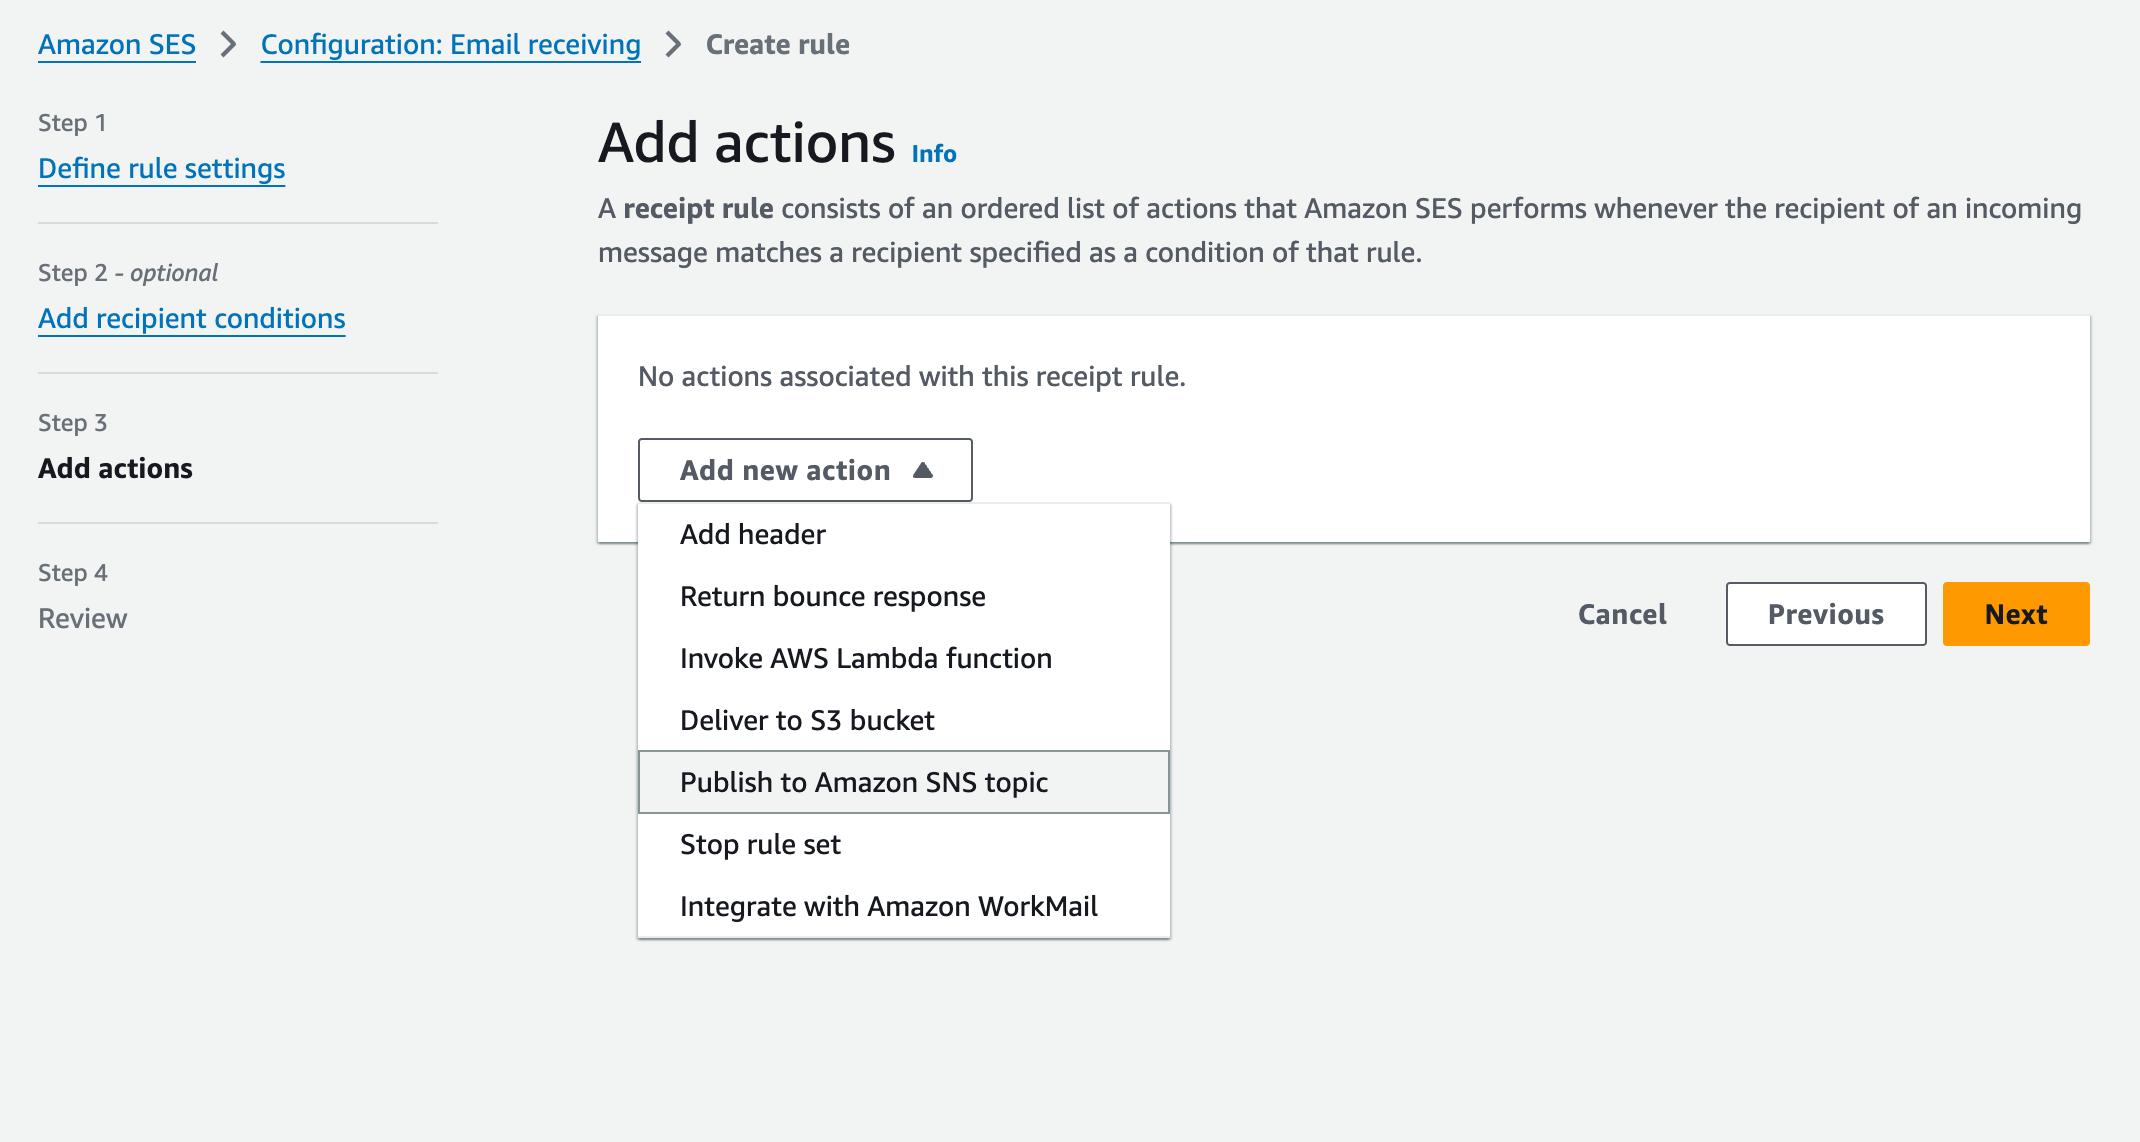 Amazon SES > Configuration: Email receiving > Create rule
Step 1
Define rule settings
Step 2 - optional
Add recipient conditions
Step 3
Add actions
Step 4
Review
Add actions Info
A receipt rule consists of an ordered list of actions that Amazon SES performs whenever the recipient of an incoming
message matches a recipient specified as a condition of that rule.
No actions associated with this receipt rule.
Add new action
Add header
Return bounce response
Invoke AWS Lambda function
Deliver to S3 bucket
Publish to Amazon SNS topic
Stop rule set
Integrate with Amazon WorkMail
Cancel Previous Next